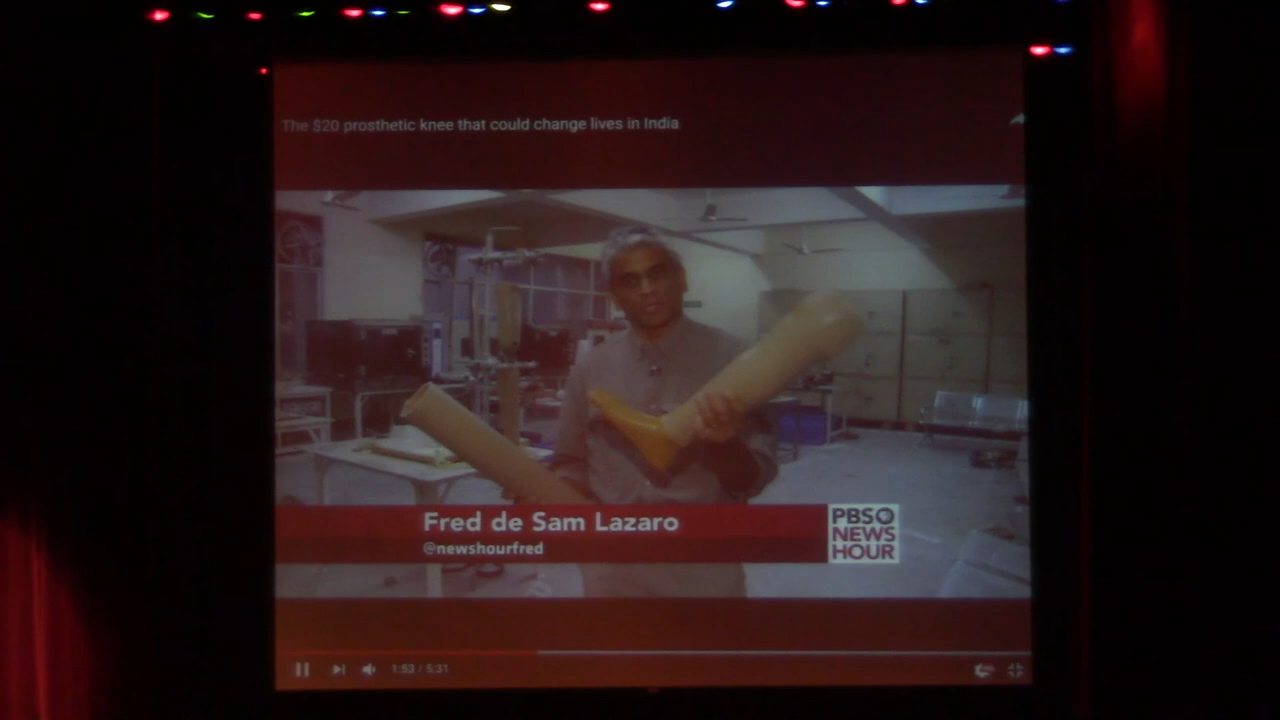 The $20 prosthetic knee that could change lives in India
Fred de Sam Lazaro
@newshourfred
PBS
NEWS
HOUR
1:53 / 5:31